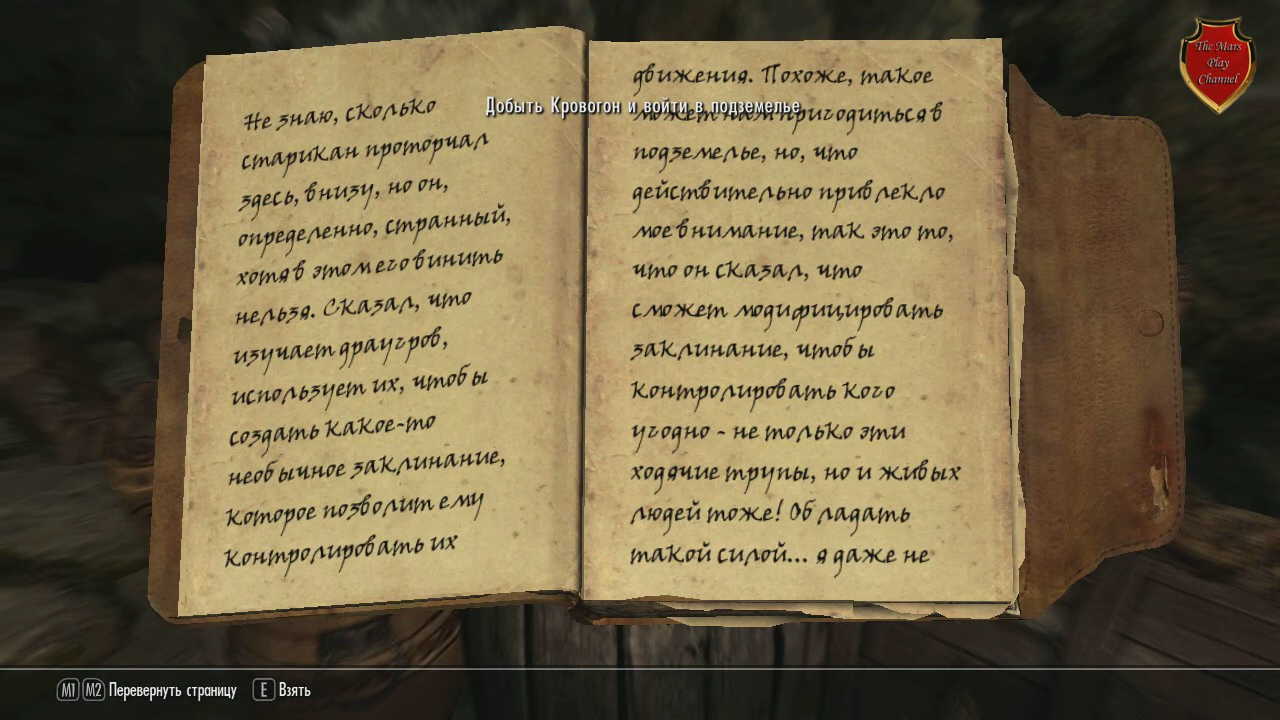 Не знаю, сколько
старикан проторчал
здесь, внизу, но он,
определенно, странный,
хотя в этом его винить
нельзя. Сказал, что
изучает драугров,
использует их, чтобы
создать какое-то
необычное заклинание,
которое позволит ему
контролировать их
движения. Похоже, такое
может нам пригодиться в
подземелье, но, что
действительно привлекло
мое внимание, так это то,
что он сказал, что
сможет модифицировать
заклинание, чтобы
контролировать кого
угодно - не только эти
ходячие трупы, но и живых
людей тоже! Обладать
такой силой... я даже не
Добыть Кровогон и войти в подземелье
The Mars
Play
Channel
M1 M2 Перевернуть страницу E Взять